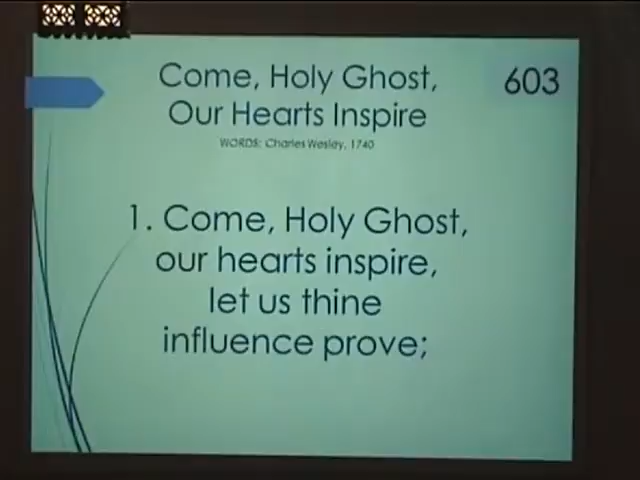 Come, Holy Ghost,
Our Hearts Inspire
603
WORDS: Charles Wesley, 1740
1. Come, Holy Ghost,
our hearts inspire,
let us thine
influence prove;